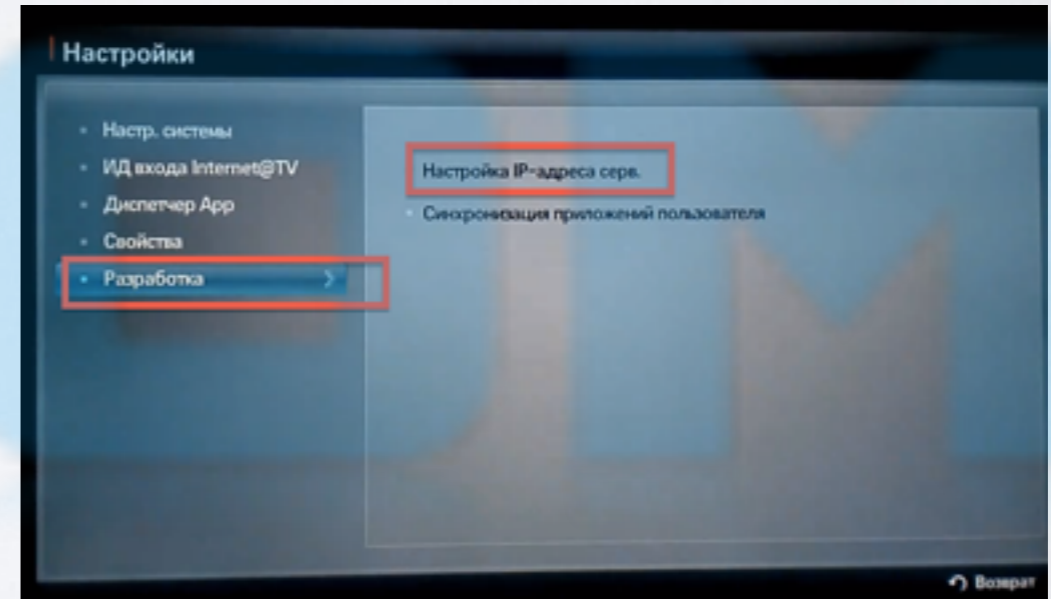 Настройки
Настр. системы
ИД входа Internet@TV
Диспетчер App
Свойства
Разработка
Настройка IP-адреса серв.
Синхронизация приложений пользователя
Возврат